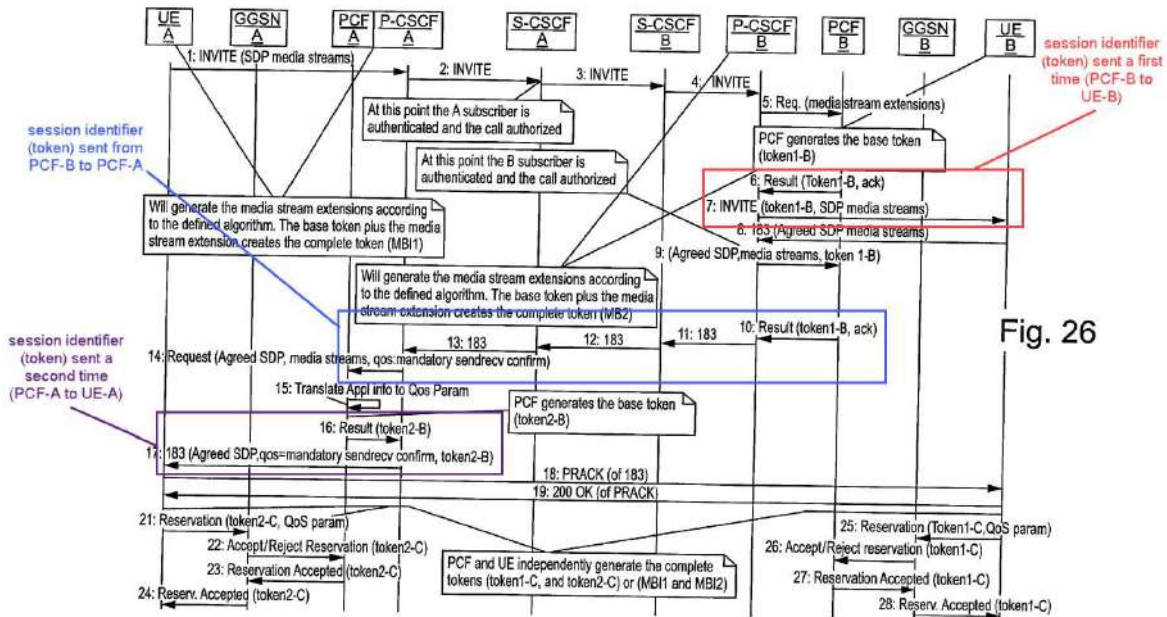 UE
A
GGSN
A
PCF
A
P-CSCF
A
S-CSCF
A
S-CSCF
B
P-CSCF
B
PCF
B
GGSN
B
UE
B
session identifier
(token) sent a first
time (PCF-B to
UE-B)
1: INVITE (SDP media streams)
2: INVITE
3: INVITE
4: INVITE
5: Req. (media stream extensions)
At this point the A subscriber is
authenticated and the call authorized
session identifier
(token) sent from
PCF-B to PCF-A
PCF generates the base token
(token1-B)
At this point the B subscriber is
authenticated and the call authorized
6: Result (Token1-B, ack)
7: INVITE (token1-B, SDP media streams)
Will generate the media stream extensions according
to the defined algorithm. The base token plus the media
stream extension creates the complete token (MBI1)
8: 183 (Agreed SDP media streams)
9: (Agreed SDP,media streams, token 1-B)
Will generate the media stream extensions according
to the defined algorithm. The base token plus the media
stream extension creates the complete token (MB2)
10: Result (token1-B, ack)
11: 183
12: 183
13: 183
Fig. 26
session identifier
(token) sent a
second time
(PCF-A to UE-A)
14: Request (Agreed SDP, media streams, qos:mandatory sendrecv confirm)
15: Translate Appl info to Qos Param
PCF generates the base token
(token2-B)
16: Result (token2-B)
17: 183 (Agreed SDP,qos=mandatory sendrecv confirm, token2-B)
18: PRACK (of 183)
19: 200 OK (of PRACK)
21: Reservation (token2-C, QoS param)
22: Accept/Reject Reservation (token2-C)
23: Reservation Accepted (token2-C)
24: Reserv. Accepted (token2-C)
PCF and UE independently generate the complete
tokens (token1-C, and token2-C) or (MBI1 and MBI2)
25: Reservation (Token1-C,QoS param)
26: Accept/Reject reservation (token1-C)
27: Reservation Accepted (token1-C)
28: Reserv. Accepted (token1-C)